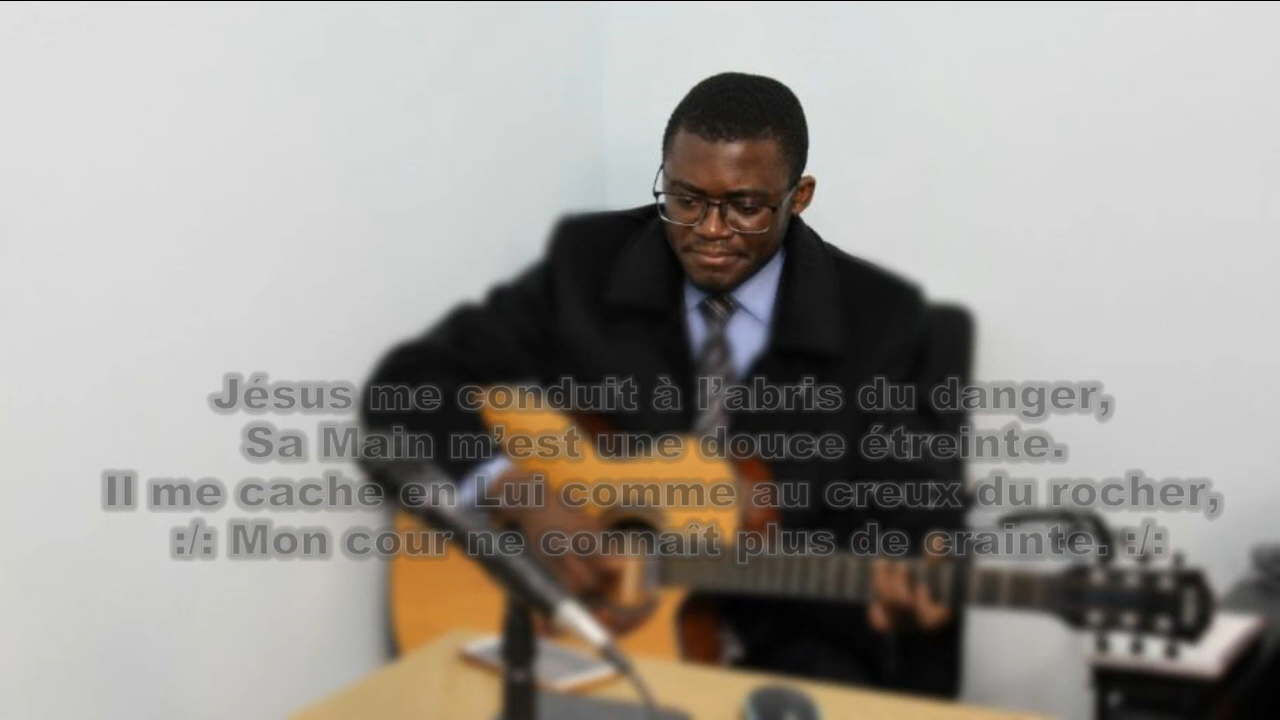 Jésus me conduit à l'abris du danger,
Sa Main m'est une douce étreinte.
Il me cache en Lui comme au creux du rocher,
:/: Mon cour ne connaît plus de crainte. :/: